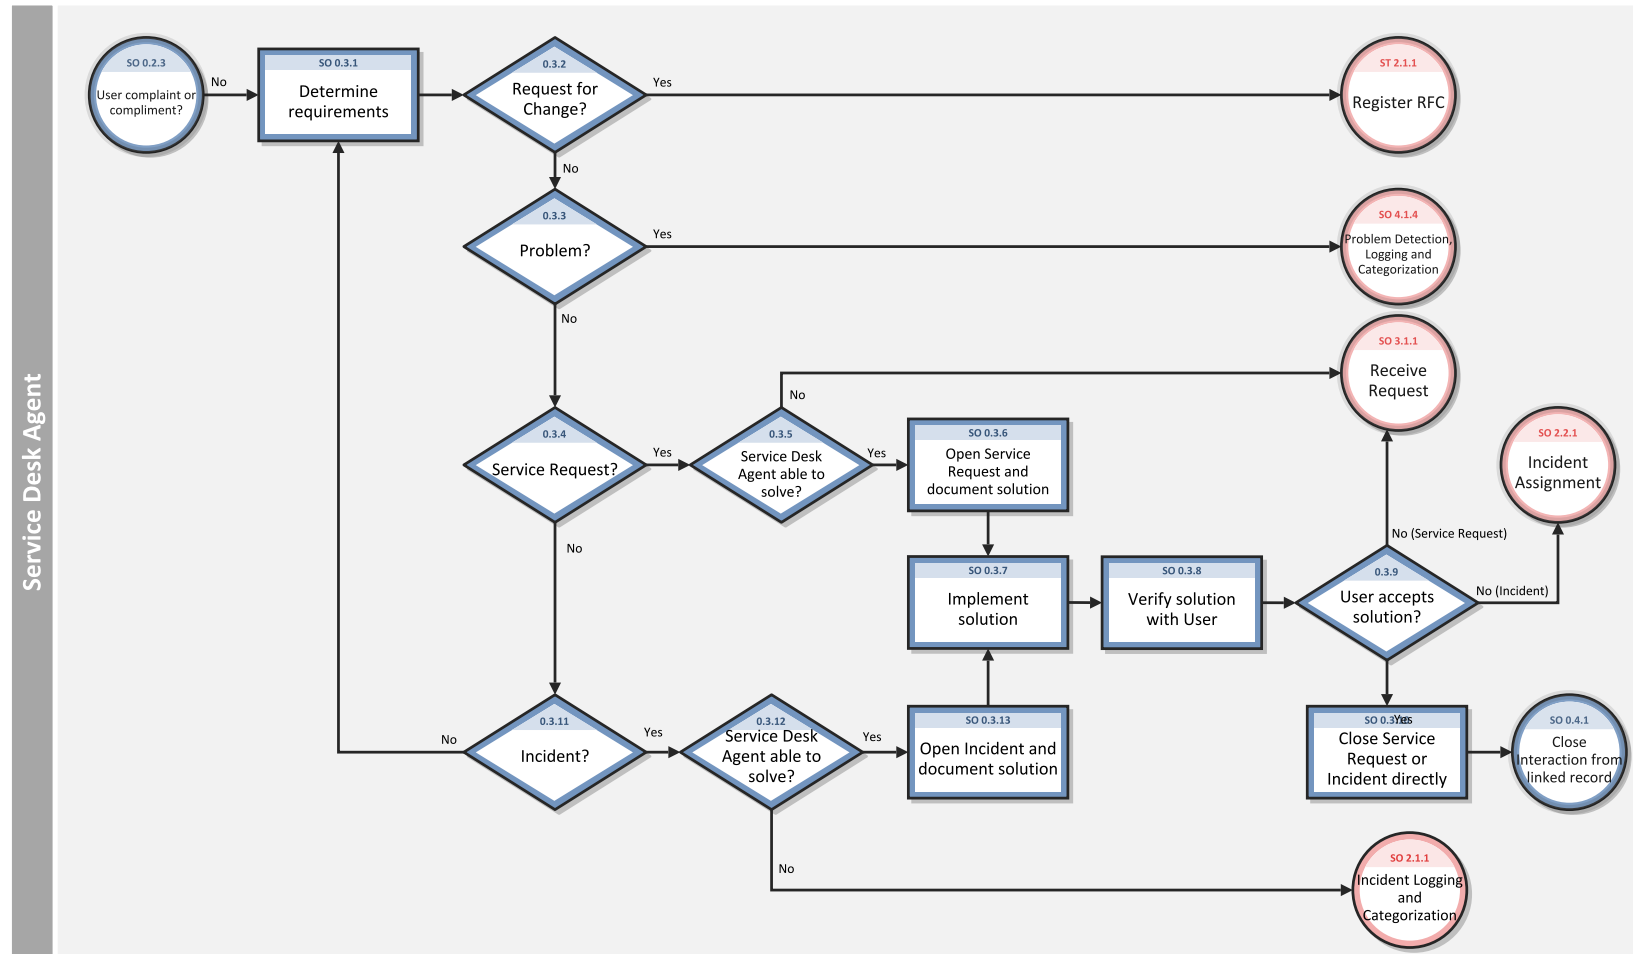 Service Desk Agent
SO 0.2.3
User complaint or
compliment?
No
SO 0.3.1
Determine
requirements
0.3.2
Request for
Change?
Yes
ST 2.1.1
Register RFC
No
0.3.3
Problem?
Yes
SO 4.1.4
Problem Detection,
Logging and
Categorization
No
SO 3.1.1
Receive
Request
No
0.3.4
Service Request?
Yes
0.3.5
Service Desk
Agent able to
solve?
Yes
SO 0.3.6
Open Service
Request and
document solution
SO 2.2.1
Incident
Assignment
No
No (Service Request)
SO 0.3.7
Implement
solution
SO 0.3.8
Verify solution
with User
0.3.9
User accepts
solution?
No (Incident)
0.3.11
Incident?
No
Yes
0.3.12
Service Desk
Agent able to
solve?
Yes
SO 0.3.13
Open Incident and
document solution
Yes
Close Service
Request or
Incident directly
SO 0.4.1
Close
Interaction from
linked record
No
SO 2.1.1
Incident Logging
and
Categorization